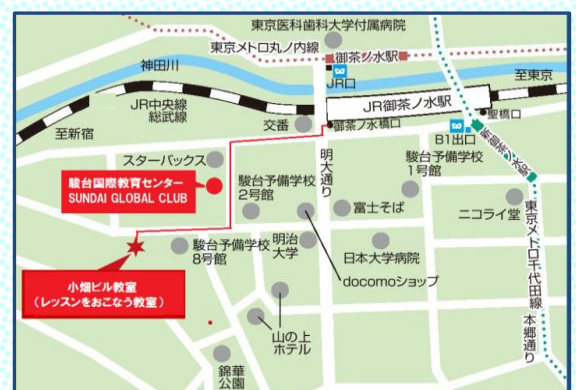 東京医科歯科大学付属病院
東京メトロ丸ノ内線
御茶ノ水駅
神田川
JR口
至東京
JR中央線
総武線
JR御茶ノ水駅
聖橋口
至新宿
交番
御茶ノ水橋口
B1出口
新御茶ノ水駅
スターバックス
明大通り
駿台予備学校
1号館
駿台国際教育センター
SUNDAI GLOBAL CLUB
駿台予備学校
2号館
富士そば
ニコライ堂
東京メトロ千代田線
駿台予備学校
8号館
明治
大学
日本大学病院
本郷通り
小畑ビル教室
(レッスンをおこなう教室)
docomoショップ
山の上
ホテル
錦華
公園